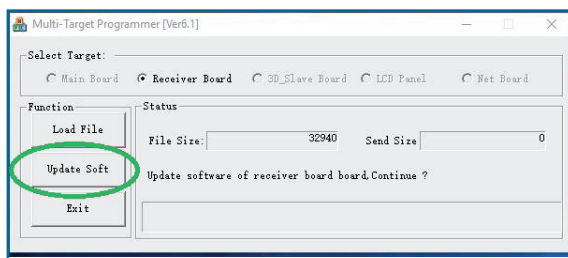 Multi-Target Programmer [Ver6.1]
Select Target:
Main Board Receiver Board 3D_Slave Board LCD Panel Net Board
Function
Load File
Update Soft
Exit
Status
File Size: 32940 Send Size 0
Update software of receiver board board,Continue ?